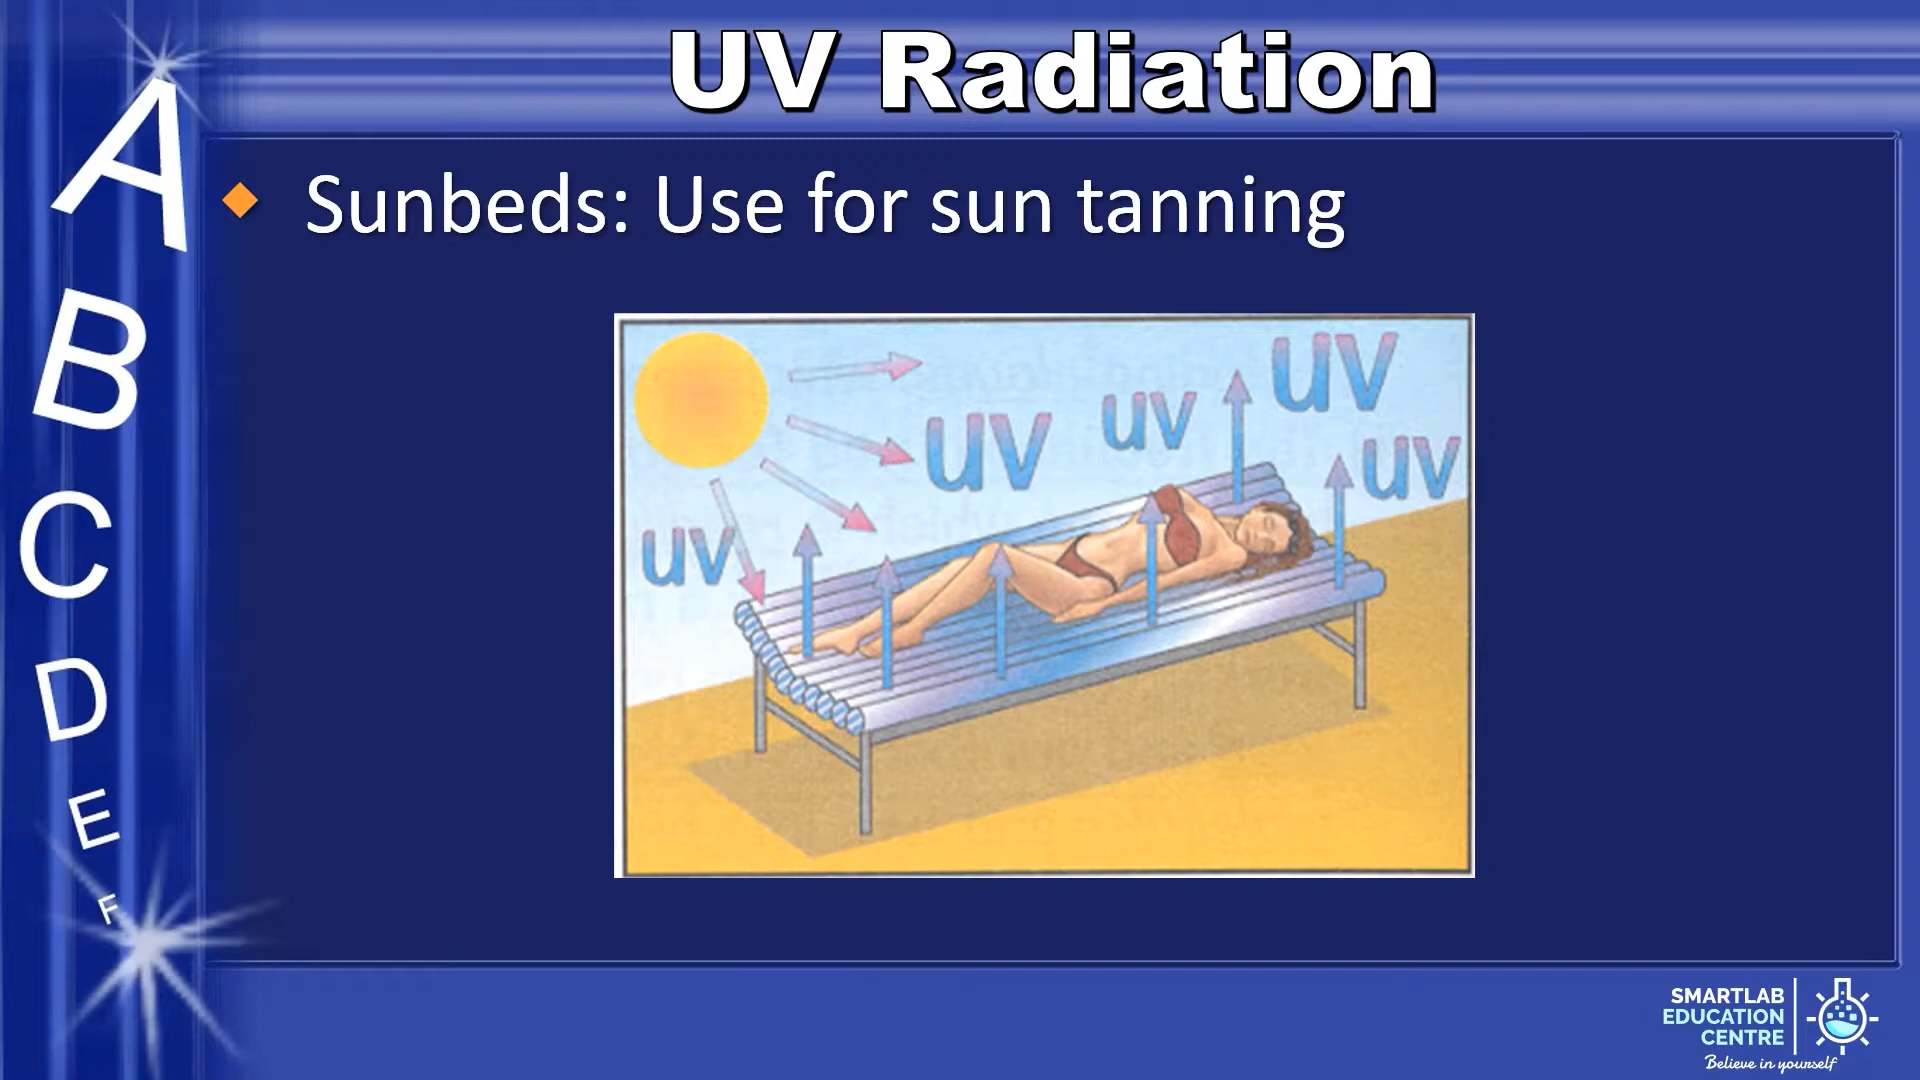 UV Radiation
A
B
C
D
E
F
Sunbeds: Use for sun tanning
uv
uv
uv
uv
uv
SMARTLAB
EDUCATION
CENTRE
Believe in yourself